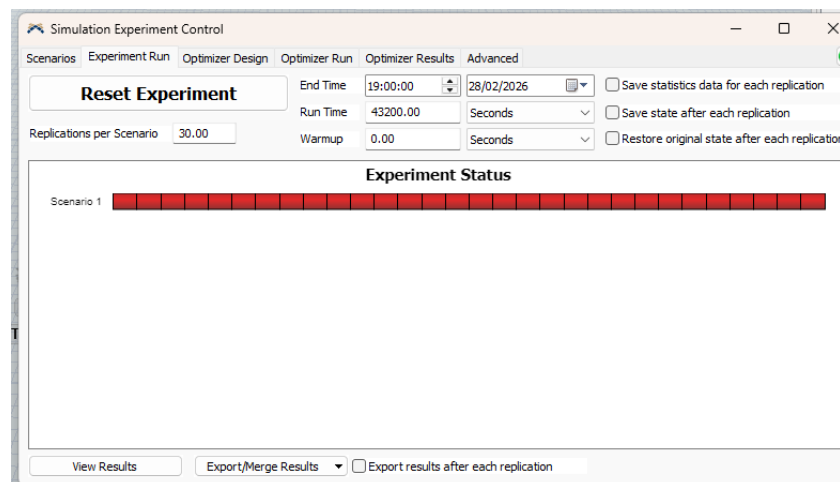 Simulation Experiment Control
Scenarios Experiment Run Optimizer Design Optimizer Run Optimizer Results Advanced
Reset Experiment
End Time 19:00:00 28/02/2026 Save statistics data for each replication
Run Time 43200.00 Seconds Save state after each replication
Replications per Scenario 30.00
Warmup 0.00 Seconds Restore original state after each replication
Experiment Status
Scenario 1
View Results Export/Merge Results Export results after each replication